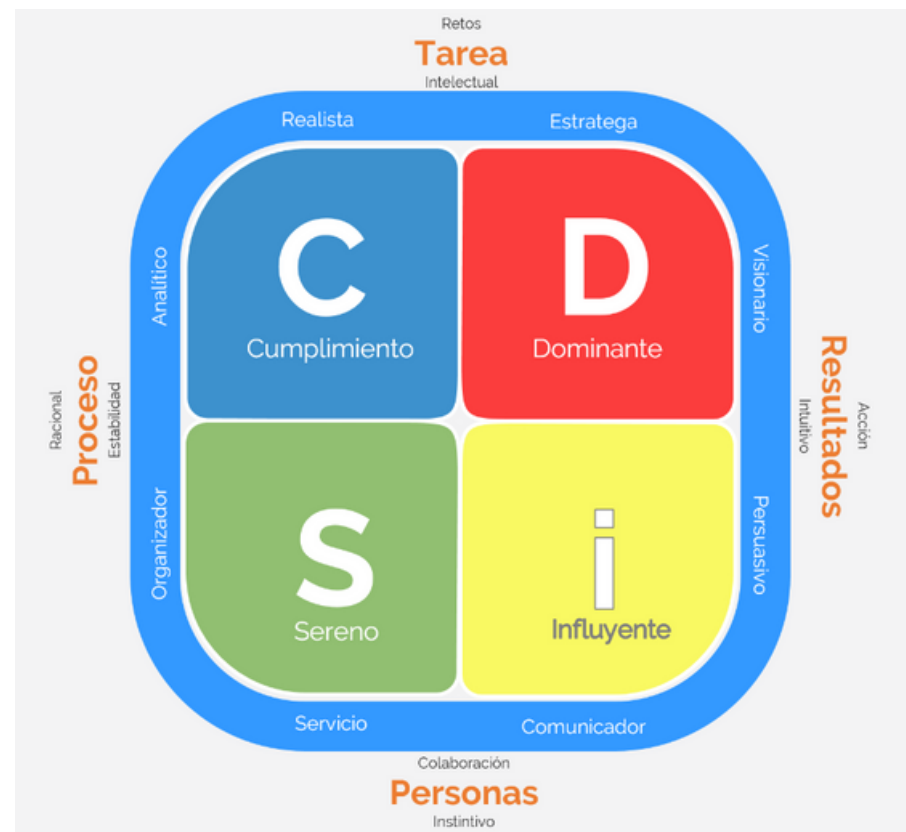 Retos
Tarea
Intelectual
Realista
Estratega
C
Cumplimiento
D
Dominante
Analítico
Visionario
Racional
Proceso
Estabilidad
Resultados
Acción
Intuitivo
Organizador
Persuasivo
S
Sereno
i
Influyente
Servicio
Comunicador
Colaboración
Personas
Instintivo